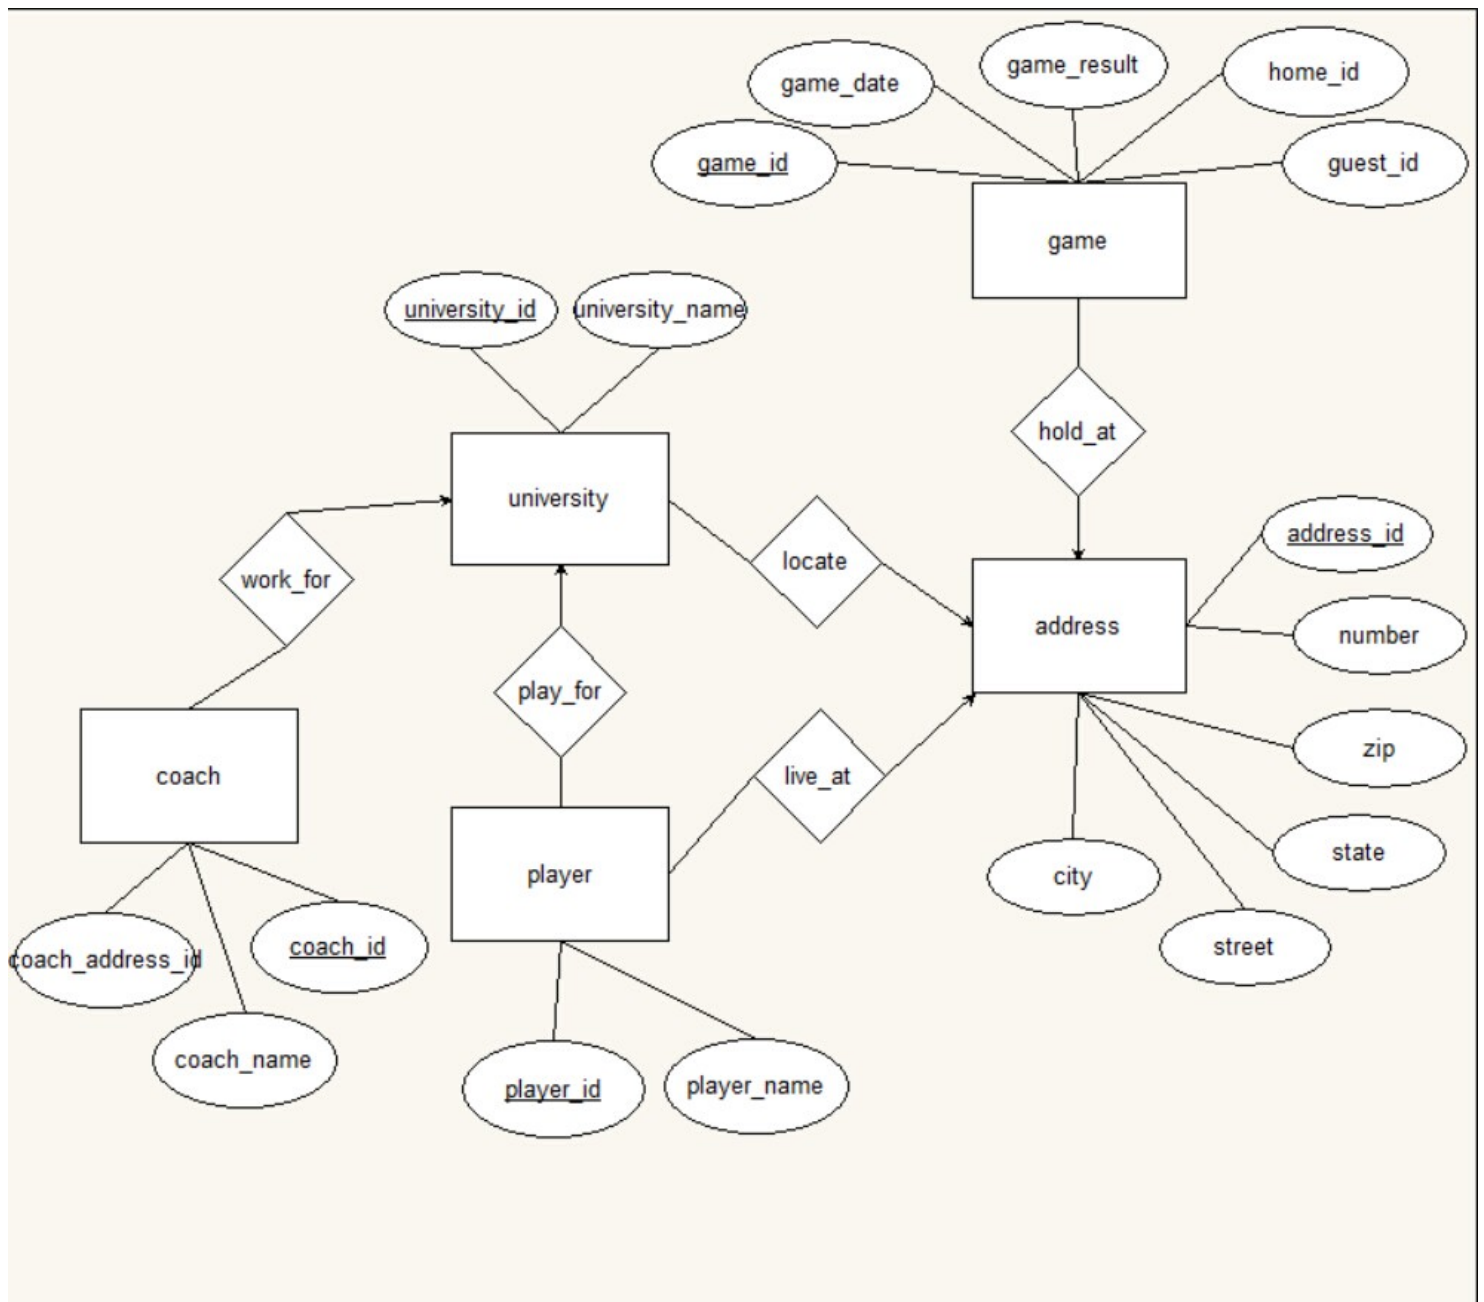 game_result
home_id
game_date
game_id
guest_id
game
university_id
university_name
hold_at
university
address_id
locate
work_for
address
number
play_for
zip
coach
live_at
state
player
city
coach_address_id
coach_id
street
coach_name
player_id
player_name